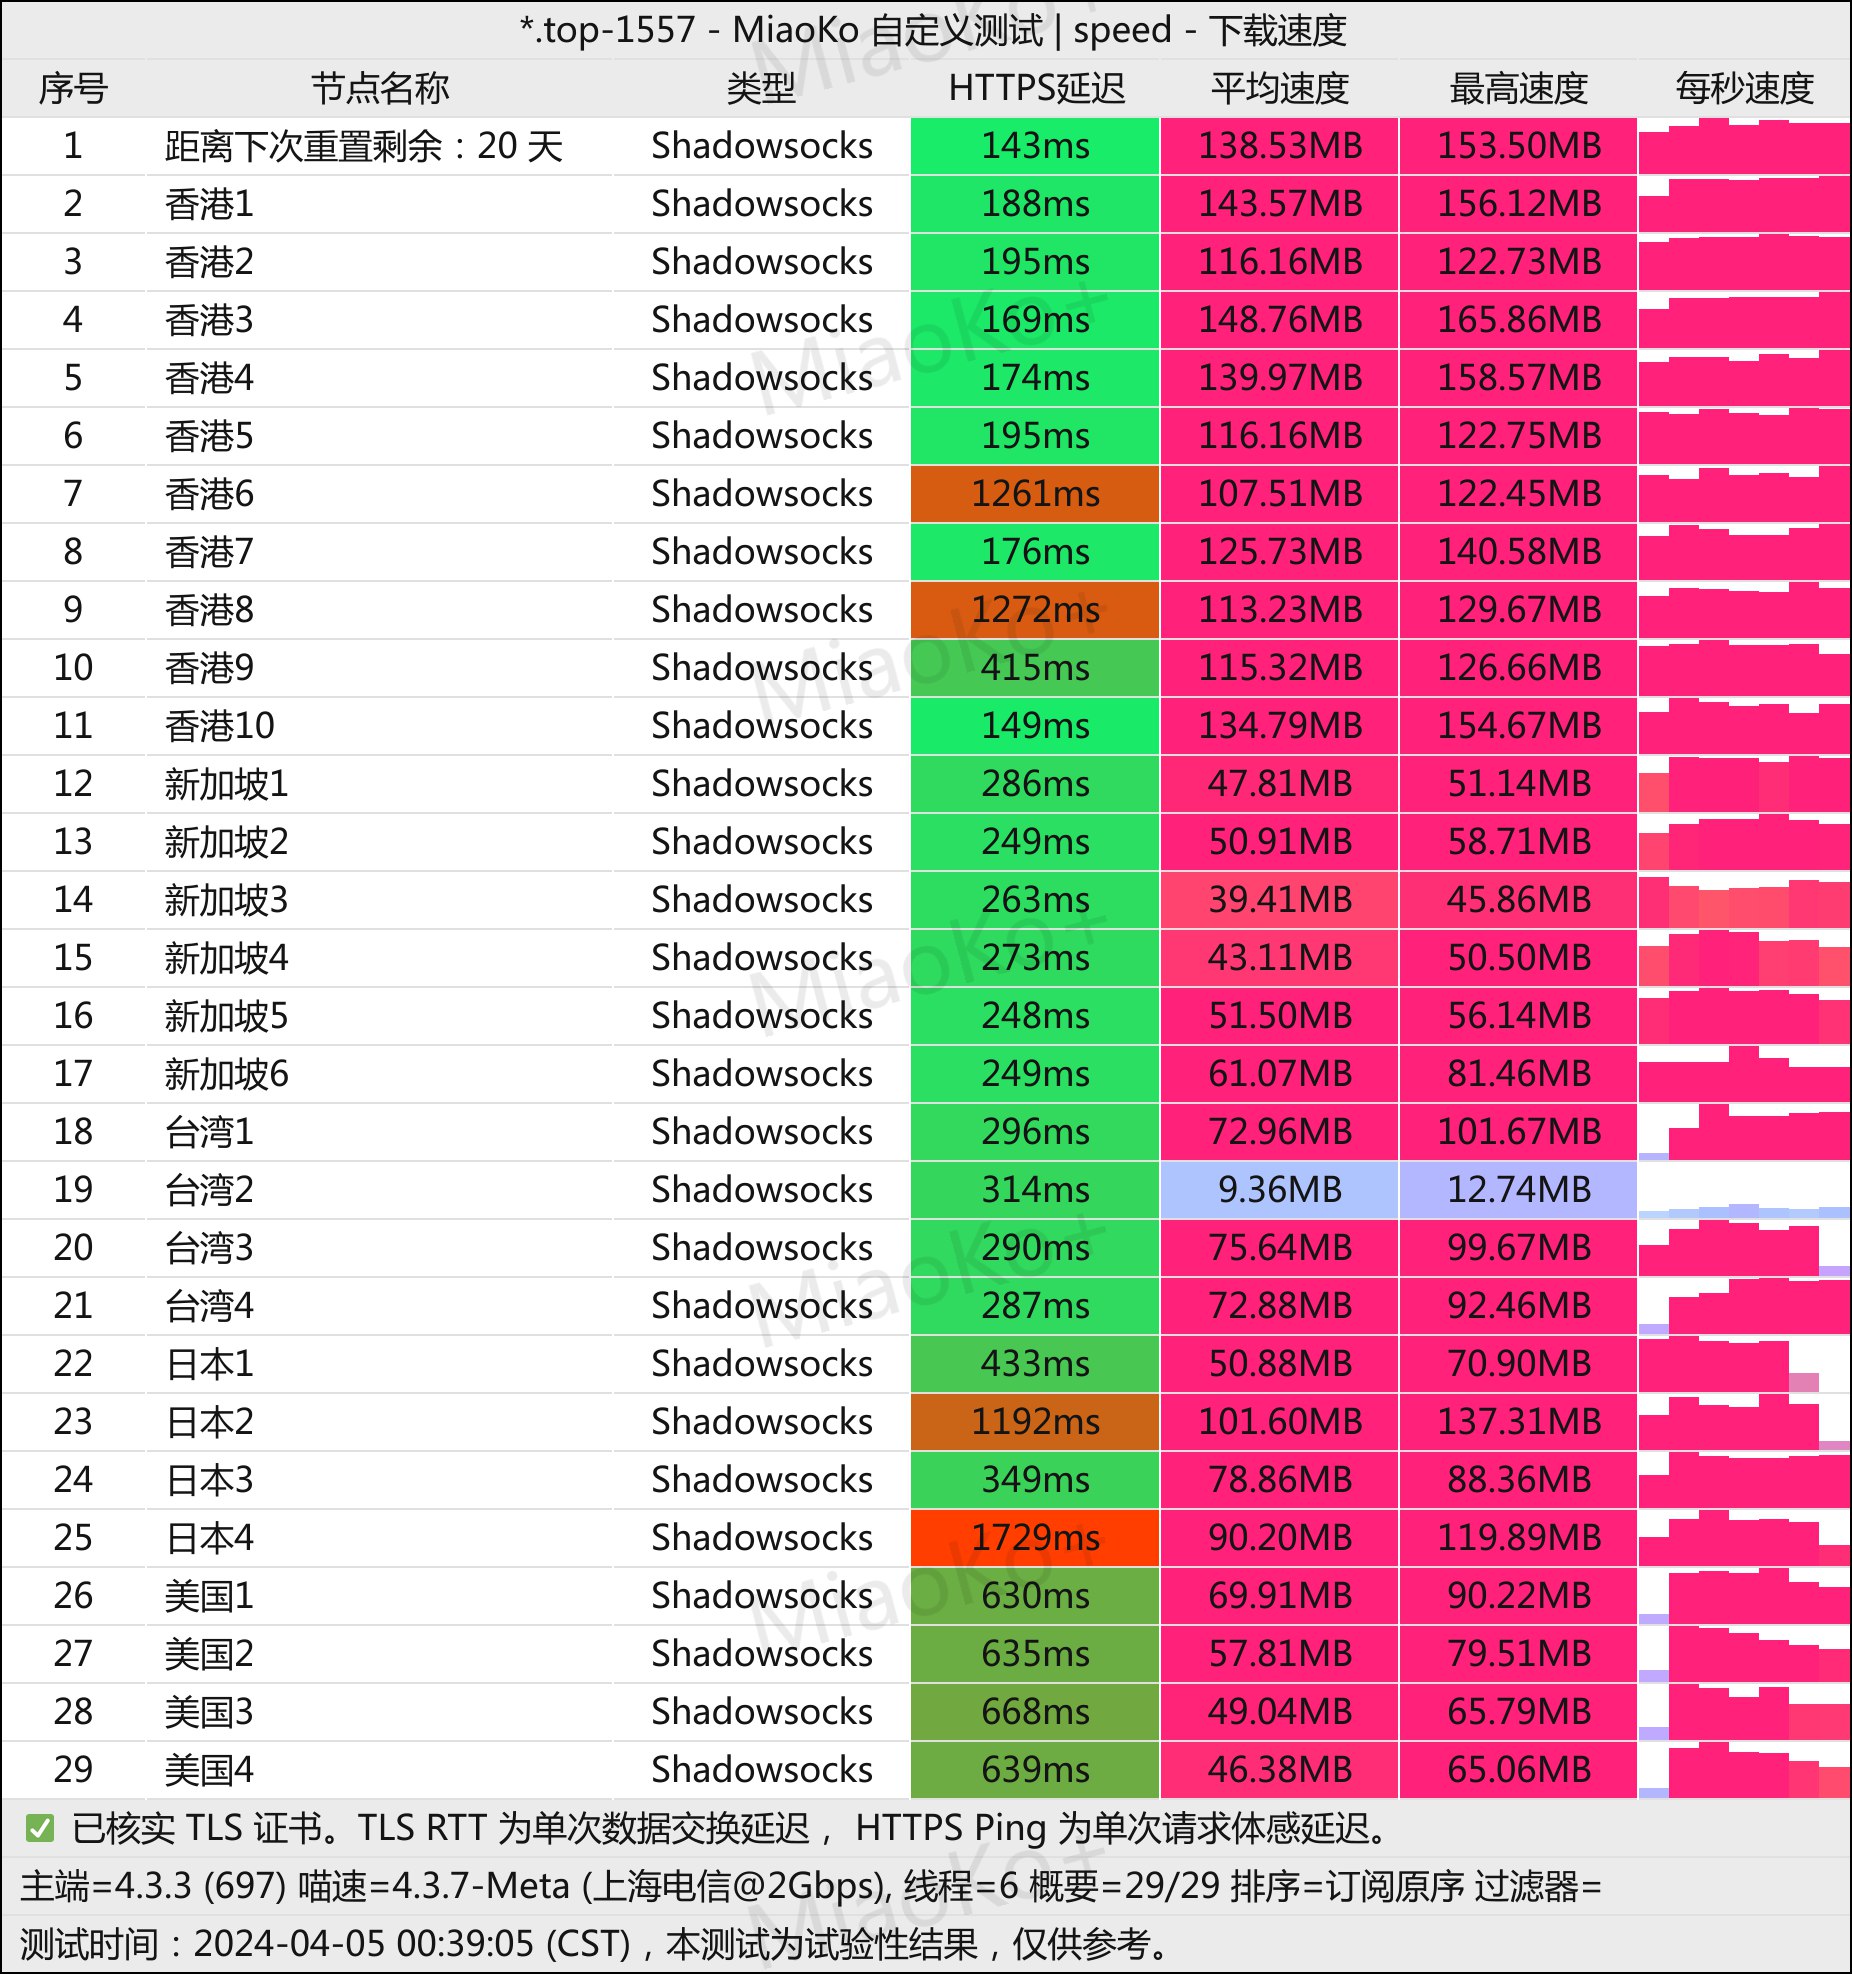 *.top-1557 - MiaoKo 自定义测试 | speed - 下载速度
序号 节点名称 类型 HTTPS延迟 平均速度 最高速度 每秒速度
1 距离下次重置剩余：20 天 Shadowsocks 143ms 138.53MB 153.50MB
2 香港1 Shadowsocks 188ms 143.57MB 156.12MB
3 香港2 Shadowsocks 195ms 116.16MB 122.73MB
4 香港3 Shadowsocks 169ms 148.76MB 165.86MB
5 香港4 Shadowsocks 174ms 139.97MB 158.57MB
6 香港5 Shadowsocks 195ms 116.16MB 122.75MB
7 香港6 Shadowsocks 1261ms 107.51MB 122.45MB
8 香港7 Shadowsocks 176ms 125.73MB 140.58MB
9 香港8 Shadowsocks 1272ms 113.23MB 129.67MB
10 香港9 Shadowsocks 415ms 115.32MB 126.66MB
11 香港10 Shadowsocks 149ms 134.79MB 154.67MB
12 新加坡1 Shadowsocks 286ms 47.81MB 51.14MB
13 新加坡2 Shadowsocks 249ms 50.91MB 58.71MB
14 新加坡3 Shadowsocks 263ms 39.41MB 45.86MB
15 新加坡4 Shadowsocks 273ms 43.11MB 50.50MB
16 新加坡5 Shadowsocks 248ms 51.50MB 56.14MB
17 新加坡6 Shadowsocks 249ms 61.07MB 81.46MB
18 台湾1 Shadowsocks 296ms 72.96MB 101.67MB
19 台湾2 Shadowsocks 314ms 9.36MB 12.74MB
20 台湾3 Shadowsocks 290ms 75.64MB 99.67MB
21 台湾4 Shadowsocks 287ms 72.88MB 92.46MB
22 日本1 Shadowsocks 433ms 50.88MB 70.90MB
23 日本2 Shadowsocks 1192ms 101.60MB 137.31MB
24 日本3 Shadowsocks 349ms 78.86MB 88.36MB
25 日本4 Shadowsocks 1729ms 90.20MB 119.89MB
26 美国1 Shadowsocks 630ms 69.91MB 90.22MB
27 美国2 Shadowsocks 635ms 57.81MB 79.51MB
28 美国3 Shadowsocks 668ms 49.04MB 65.79MB
29 美国4 Shadowsocks 639ms 46.38MB 65.06MB
✅ 已核实 TLS 证书。TLS RTT 为单次数据交换延迟， HTTPS Ping 为单次请求体感延迟。
主端=4.3.3 (697) 喵速=4.3.7-Meta (上海电信@2Gbps), 线程=6 概要=29/29 排序=订阅原序 过滤器=
测试时间：2024-04-05 00:39:05 (CST)，本测试为试验性结果，仅供参考。
MiaoKo+
MiaoKo+
MiaoKo+
MiaoKo+
MiaoKo+
MiaoKo+
MiaoKo+